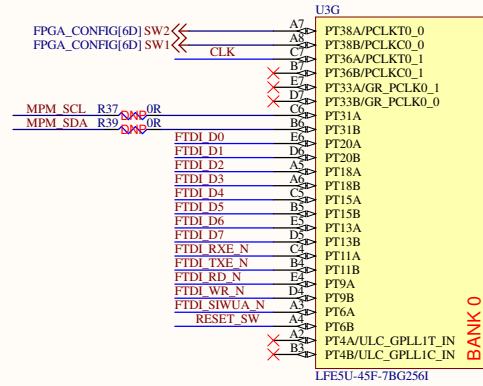 U3G
FPGA_CONFIG[6D] SW2 A7 PT38A/PCLKT0_0
FPGA_CONFIG[6D] SW1 A8 PT38B/PCLKC0_0
CLK C7 PT36A/PCLKT0_1
B7 PT36B/PCLKC0_1
E7 PT33A/GR_PCLK0_1
D7 PT33B/GR_PCLK0_0
MPM_SCL R37 DNP 0R C6 PT31A
MPM_SDA R39 DNP 0R B6 PT31B
FTDI_D0 E6 PT20A
FTDI_D1 D6 PT20B
FTDI_D2 A5 PT18A
FTDI_D3 A6 PT18B
FTDI_D4 C5 PT15A
FTDI_D5 B5 PT15B
FTDI_D6 E5 PT13A
FTDI_D7 D5 PT13B
FTDI_RXE_N C4 PT11A
FTDI_TXE_N B4 PT11B
FTDI_RD_N E4 PT9A
FTDI_WR_N D4 PT9B
FTDI_SIWUA_N A3 PT6A
RESET_SW A4 PT6B
A2 PT4A/ULC_GPLL1T_IN
B3 PT4B/ULC_GPLL1C_IN
BANK 0
LFE5U-45F-7BG256I